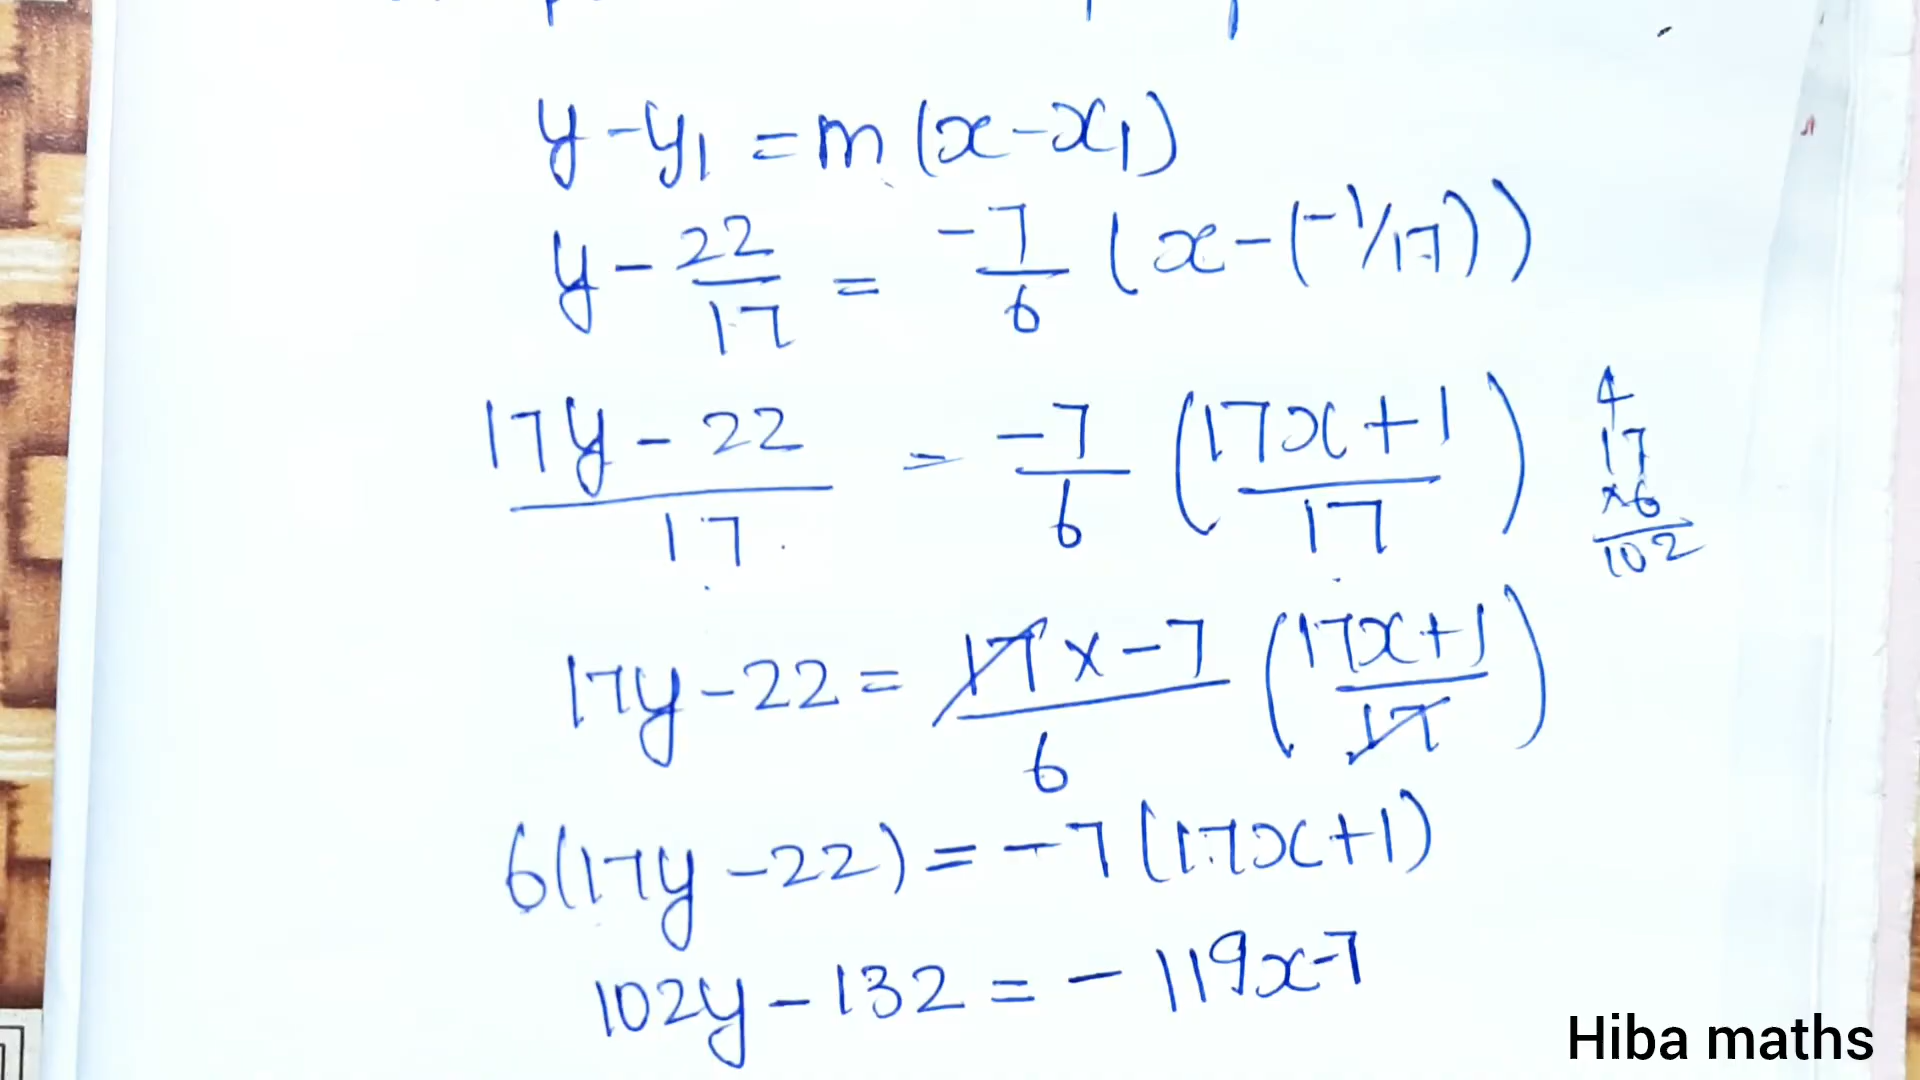 y - y₁ = m (x - x₁)
y - 22/17 = -7/6 (x - (-1/17))
(17y - 22)/17 = -7/6 ((17x + 1)/17)
4
17
×6
102
17y - 22 = (17 × -7)/6 ((17x + 1)/17)
6(17y - 22) = -7 (17x + 1)
102y - 132 = - 119x - 7
Hiba maths